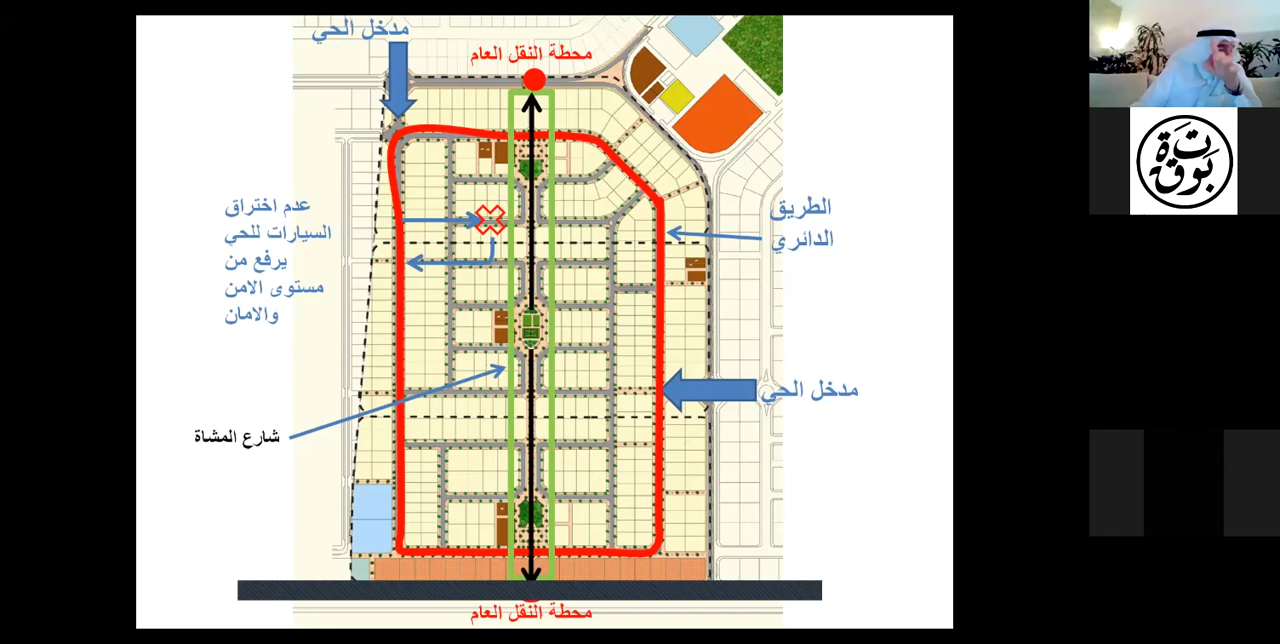 مدخل الحي
محطة النقل العام
عدم اختراق
السيارات للحي
يرفع من
مستوى الامن
والامان
الطريق
الدائري
مدخل الحي
شارع المشاة
محطة النقل العام